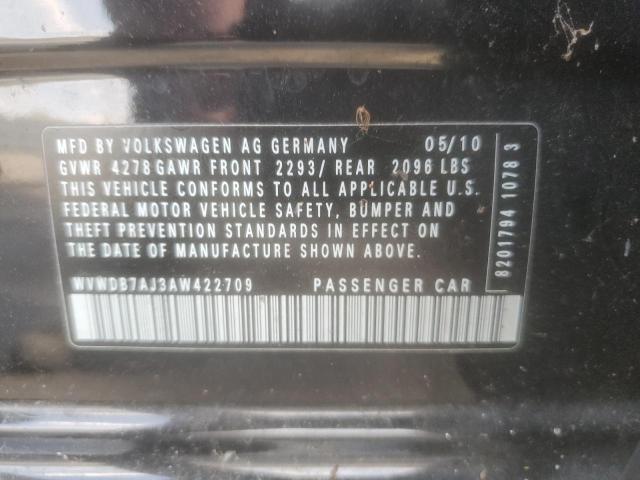 MFD BY VOLKSWAGEN AG GERMANY 05/10
GVWR 4278 GAWR FRONT 2293/ REAR 2096 LBS
THIS VEHICLE CONFORMS TO ALL APPLICABLE U.S.
FEDERAL MOTOR VEHICLE SAFETY, BUMPER AND
THEFT PREVENTION STANDARDS IN EFFECT ON
THE DATE OF MANUFACTURE SHOWN ABOVE.
WVWDB7AJ3AW422709 PASSENGER CAR
8201794 1078 3